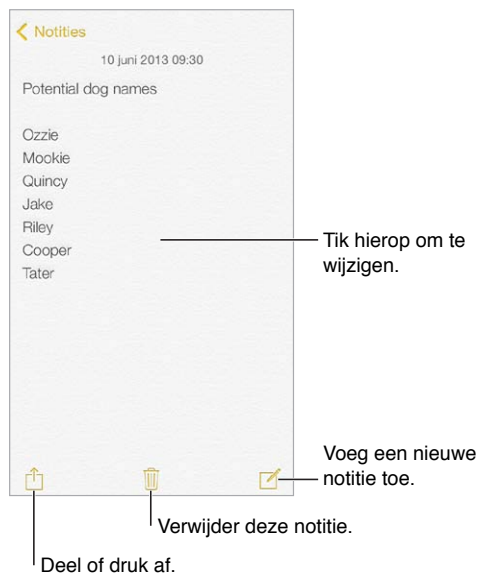 Notities
10 juni 2013 09:30
Potential dog names
Ozzie
Mookie
Quincy
Jake
Riley
Cooper
Tater
Tik hierop om te
wijzigen.
Voeg een nieuwe
notitie toe.
Verwijder deze notitie.
Deel of druk af.